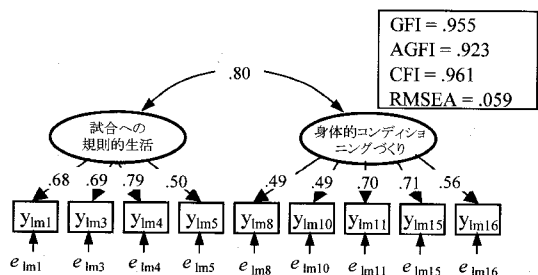 GFI = .955
AGFI = .923
CFI = .961
RMSEA = .059
.80
試合への
規則的生活
身体的コンディショ
ニングづくり
.68 .69 .79 .50 .49 .49 .70 .71 .56
ylm1 ylm3 ylm4 ylm5 ylm8 ylm10 ylm11 ylm15 ylm16
elm1 elm3 elm4 elm5 elm8 elm10 elm11 elm15 elm16